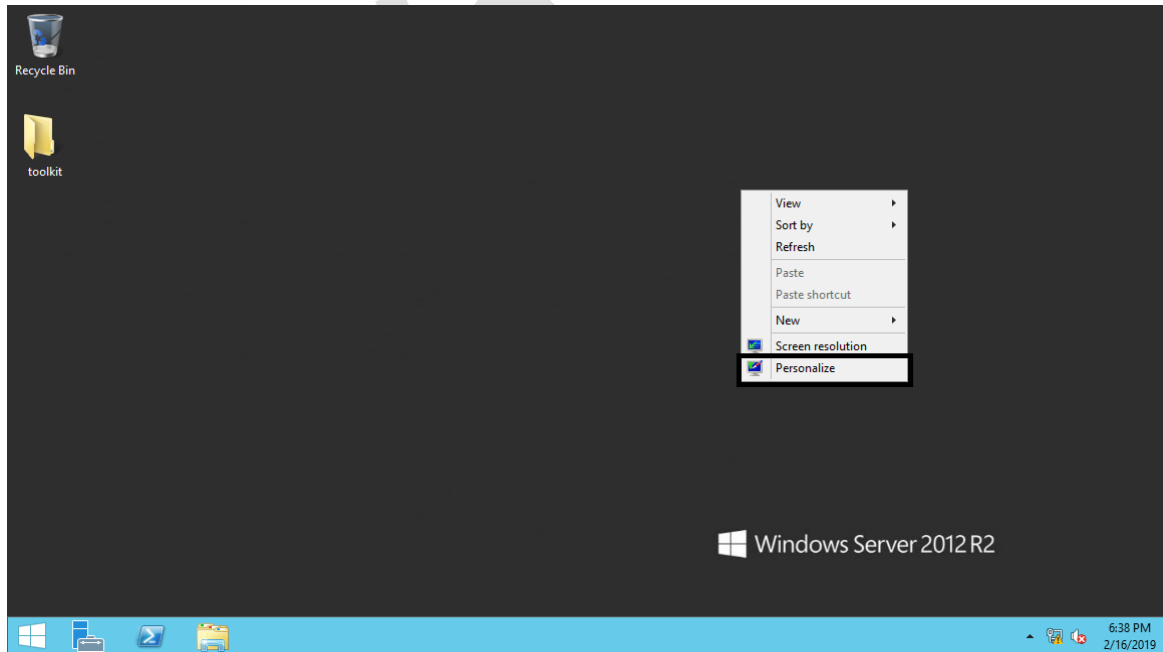 Recycle Bin
toolkit
View
Sort by
Refresh
Paste
Paste shortcut
New
Screen resolution
Personalize
Windows Server 2012 R2
6:38 PM
2/16/2019